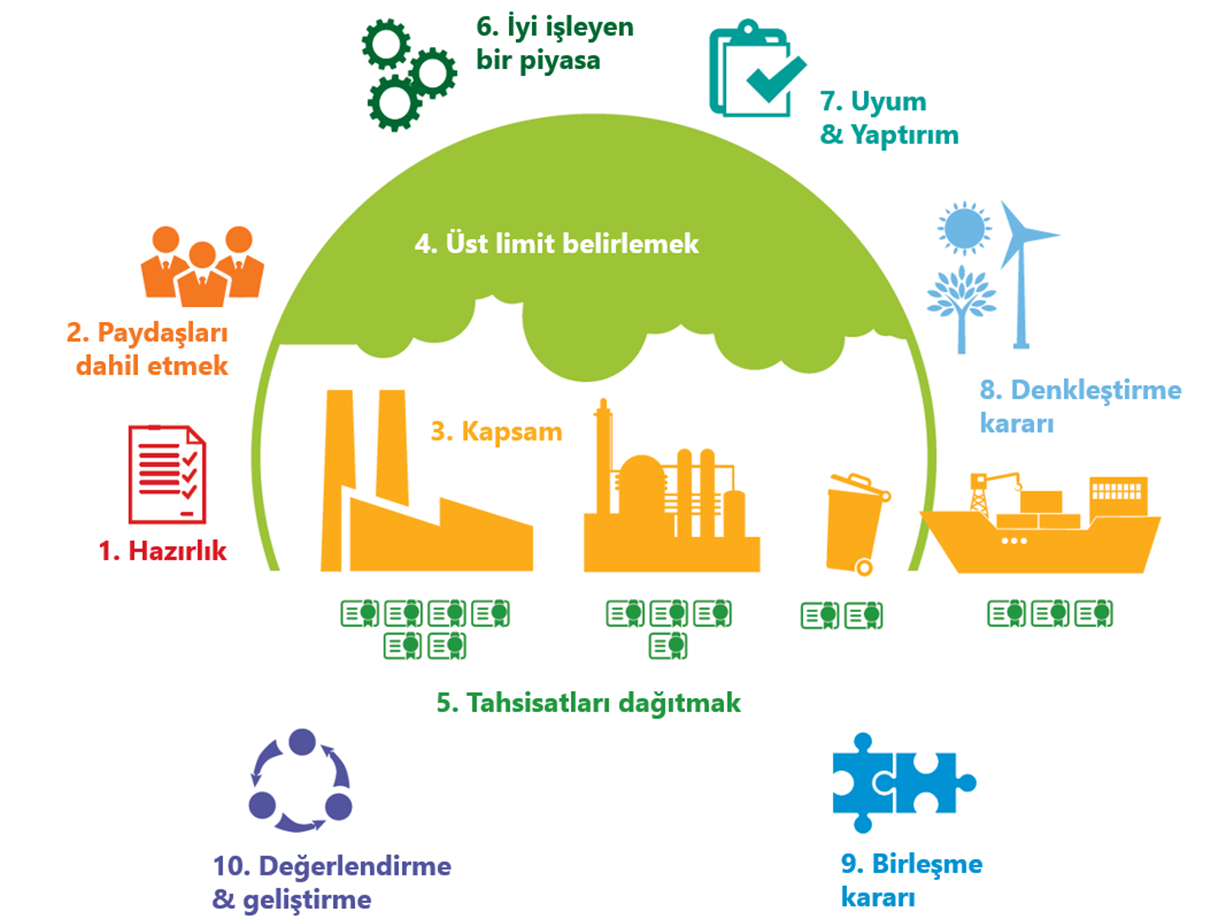 6. İyi işleyen
bir piyasa
7. Uyum
& Yaptırım
4. Üst limit belirlemek
2. Paydaşları
dahil etmek
8. Denkleştirme
kararı
3. Kapsam
1. Hazırlık
5. Tahsisatları dağıtmak
10. Değerlendirme
& geliştirme
9. Birleşme
kararı